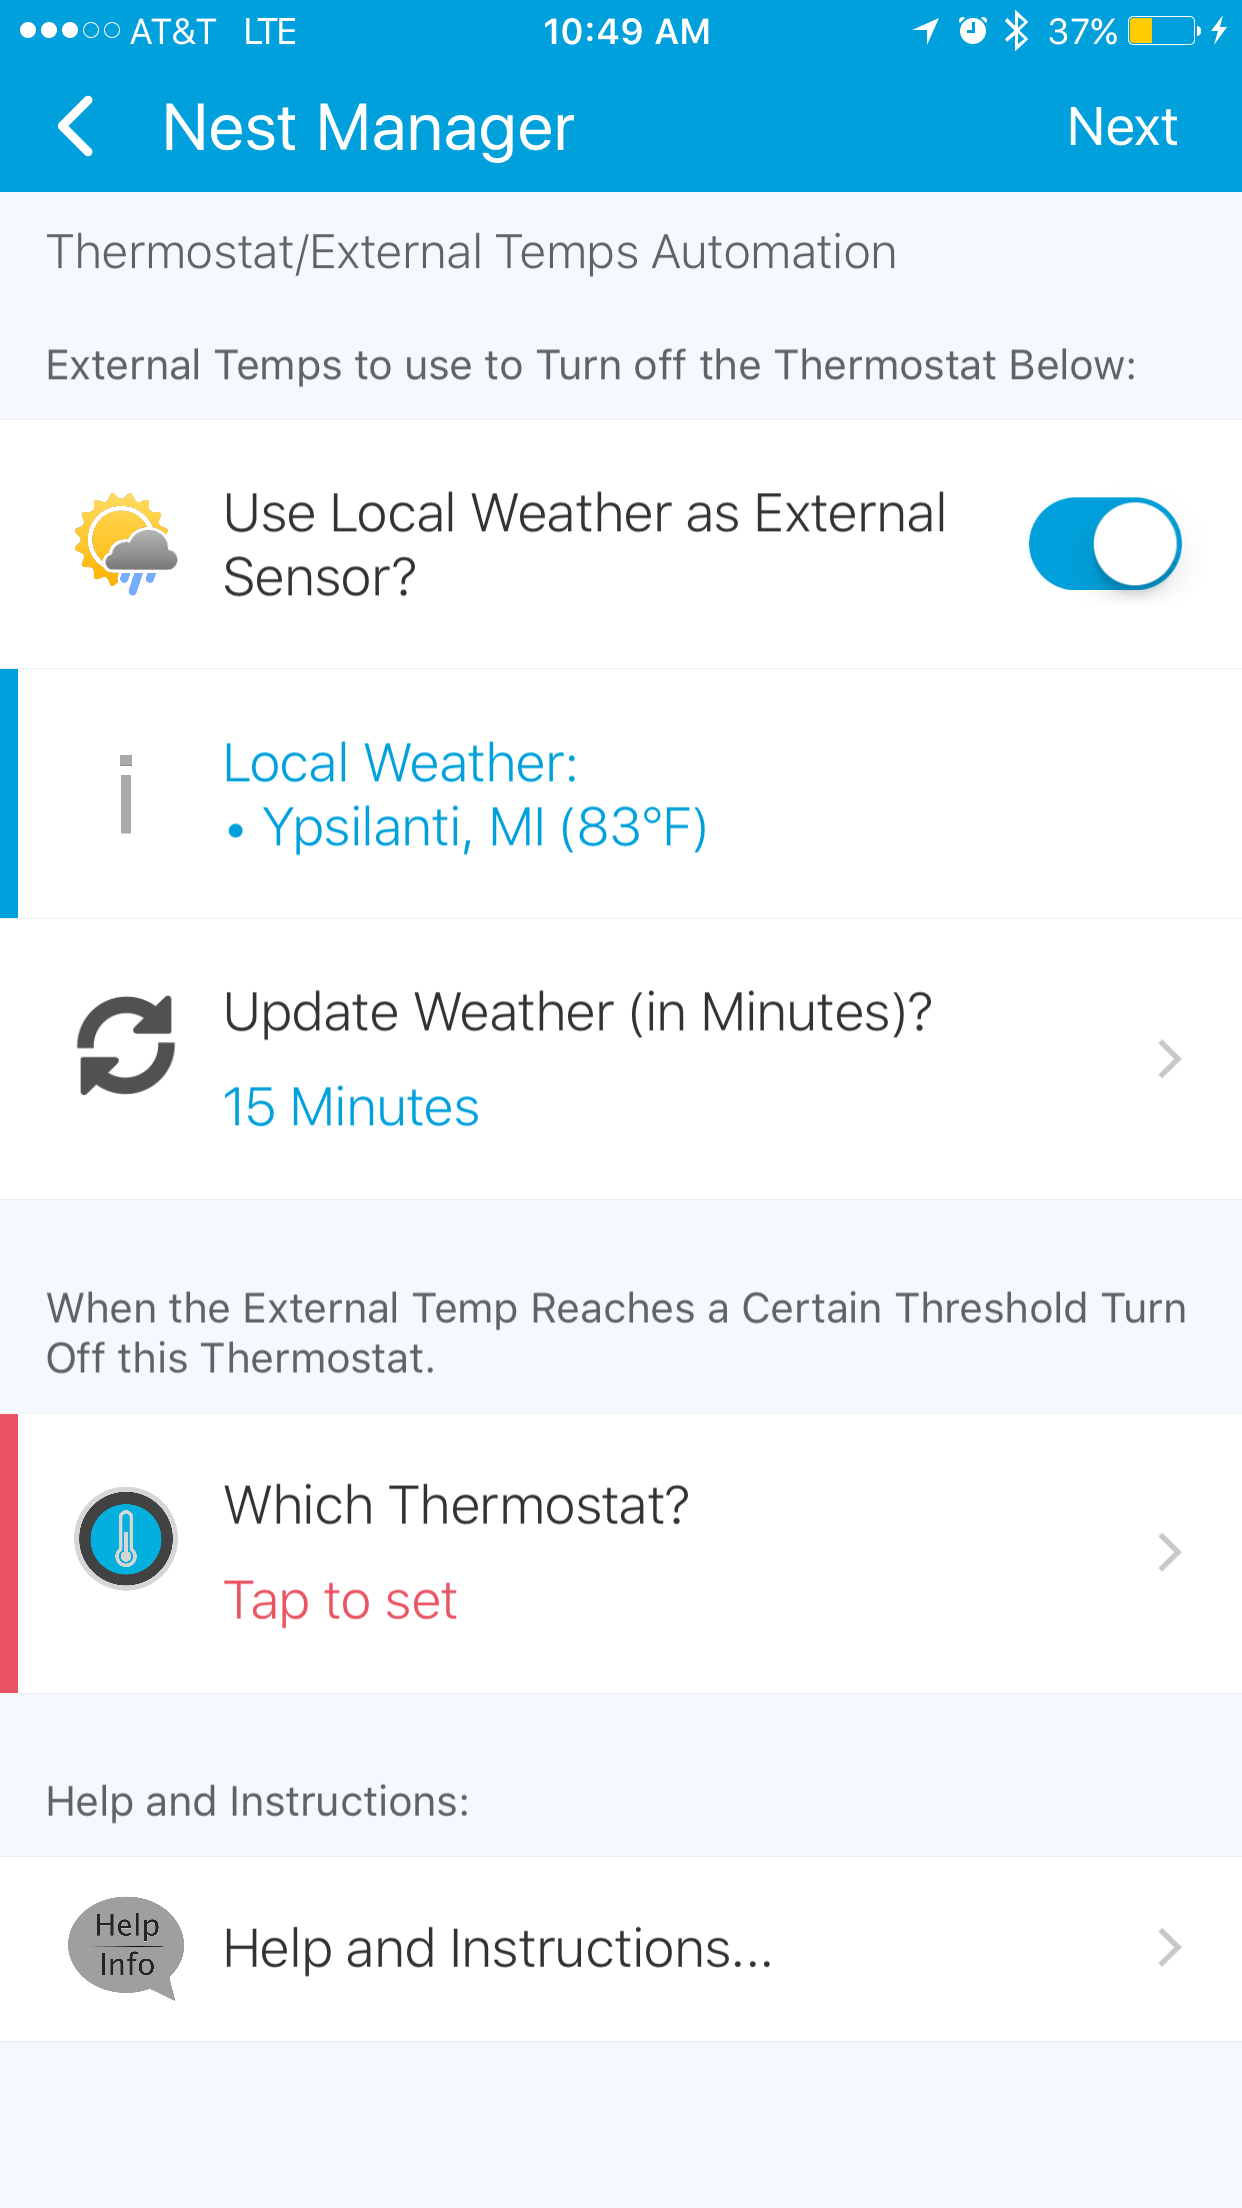 AT&T LTE 10:49 AM 37%
Nest Manager Next
Thermostat/External Temps Automation
External Temps to use to Turn off the Thermostat Below:
Use Local Weather as External
Sensor?
Local Weather:
• Ypsilanti, MI (83°F)
Update Weather (in Minutes)?
15 Minutes
When the External Temp Reaches a Certain Threshold Turn
Off this Thermostat.
Which Thermostat?
Tap to set
Help and Instructions:
Help
Info
Help and Instructions...